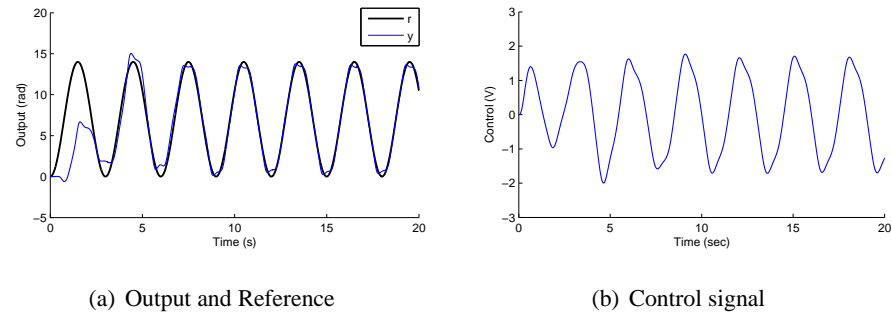 20
15
10
5
0
−5
Output (rad)
0
5
10
15
20
Time (s)
r
y
3
2
1
0
−1
−2
−3
Control (V)
0
5
10
15
20
Time (sec)
(a) Output and Reference
(b) Control signal